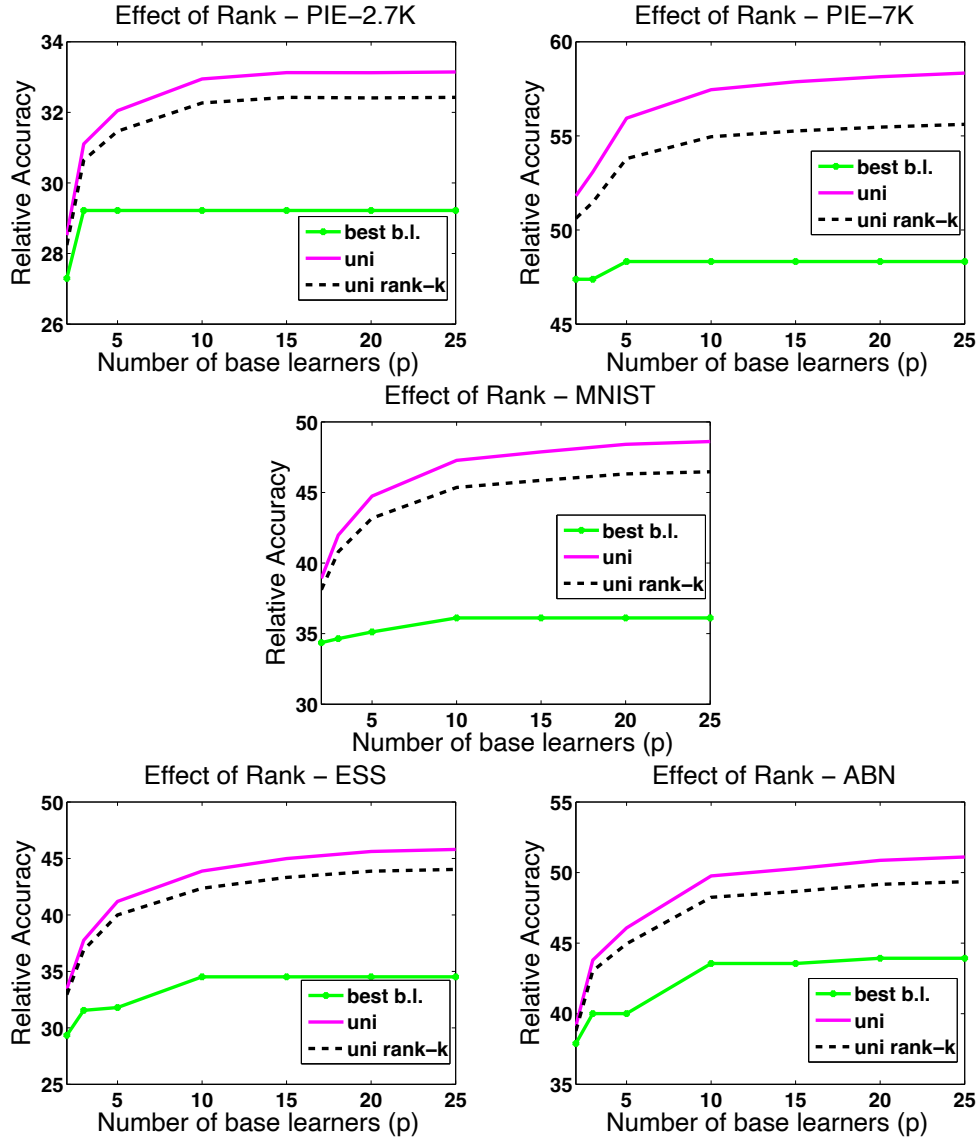 Effect of Rank − PIE−2.7K
34
32
30
28
26
5 10 15 20 25
Relative Accuracy
Number of base learners (p)
best b.l.
uni
uni rank−k
Effect of Rank − PIE−7K
60
55
50
45
5 10 15 20 25
Relative Accuracy
Number of base learners (p)
best b.l.
uni
uni rank−k
Effect of Rank − MNIST
50
45
40
35
30
5 10 15 20 25
Relative Accuracy
Number of base learners (p)
best b.l.
uni
uni rank−k
Effect of Rank − ESS
50
45
40
35
30
25
5 10 15 20 25
Relative Accuracy
Number of base learners (p)
best b.l.
uni
uni rank−k
Effect of Rank − ABN
55
50
45
40
35
5 10 15 20 25
Relative Accuracy
Number of base learners (p)
best b.l.
uni
uni rank−k